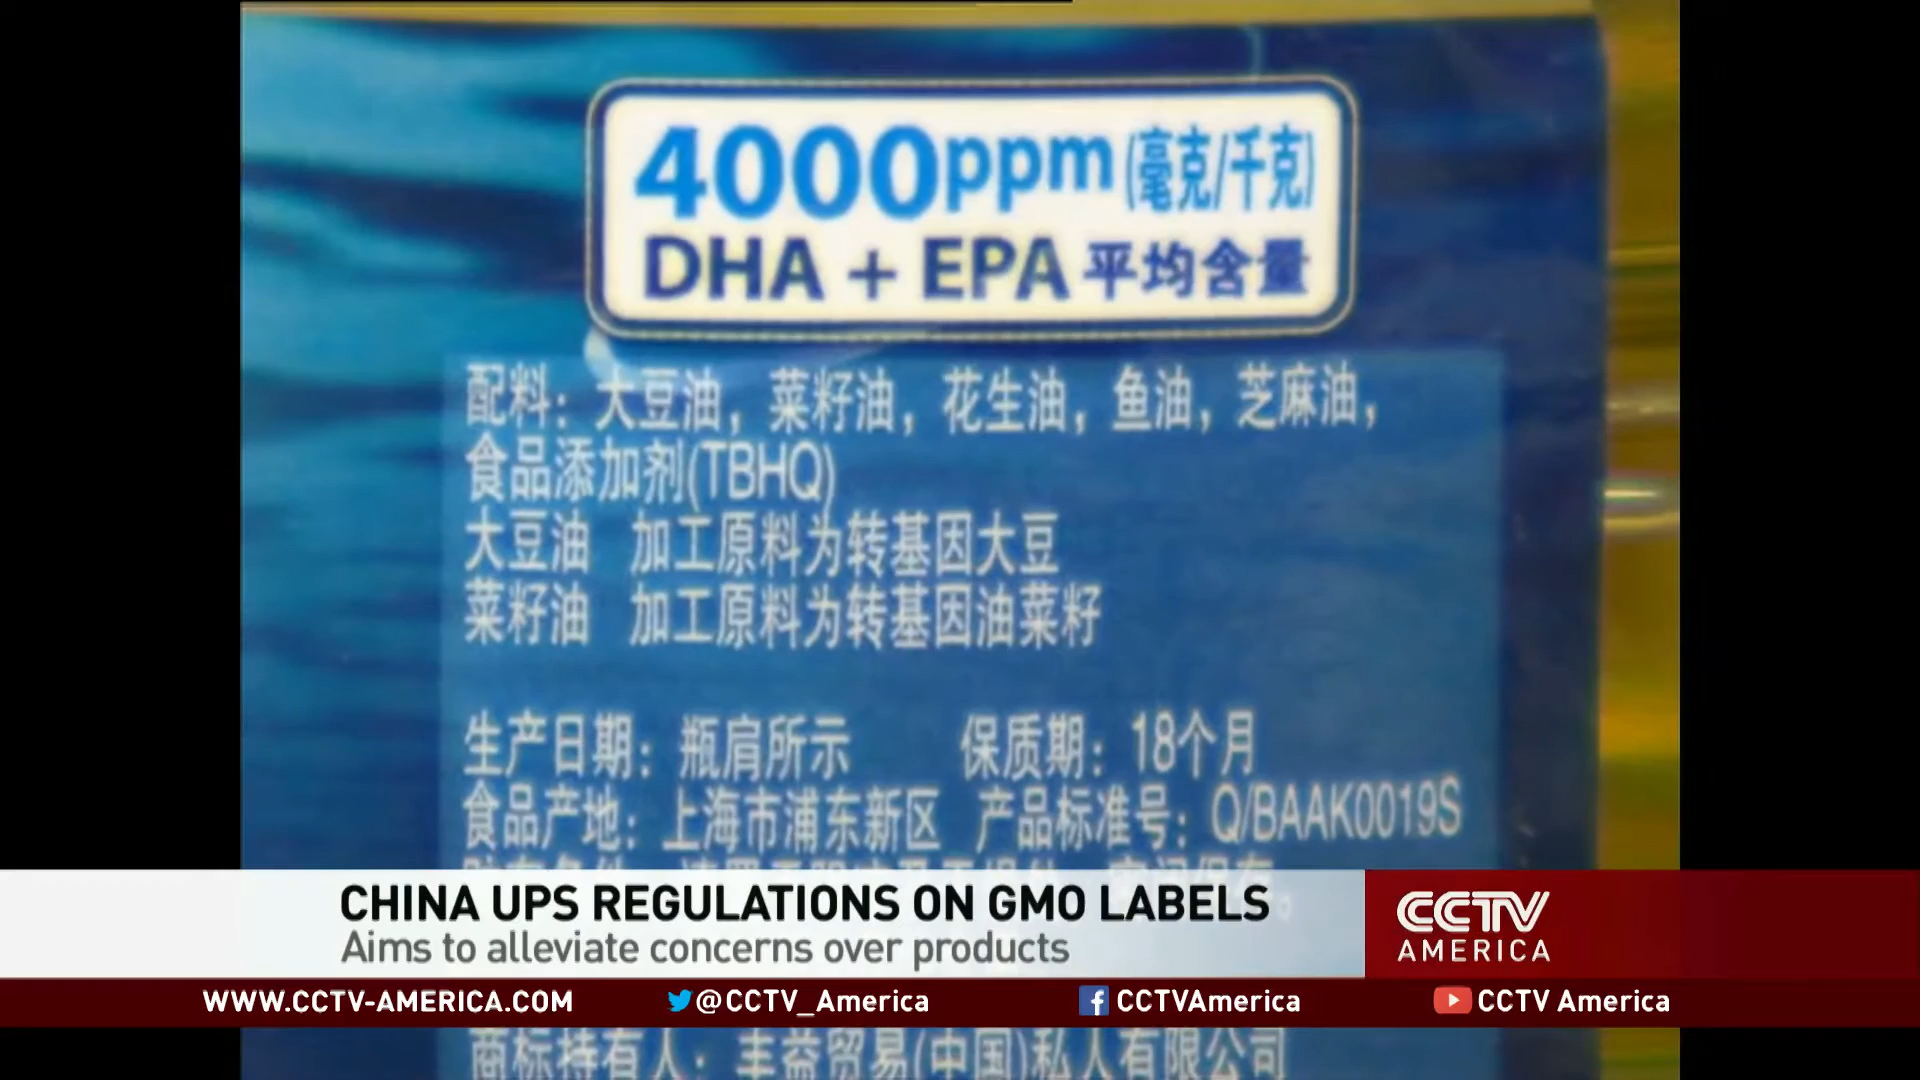 4000ppm(毫克/千克)
DHA + EPA 平均含量
配料: 大豆油, 菜籽油, 花生油, 鱼油, 芝麻油,
食品添加剂(TBHQ)
大豆油 加工原料为转基因大豆
菜籽油 加工原料为转基因油菜籽
生产日期: 瓶肩所示 保质期: 18个月
食品产地: 上海市浦东新区 产品标准号: Q/BAAK0019S
CHINA UPS REGULATIONS ON GMO LABELS
Aims to alleviate concerns over products
CCTV
AMERICA
WWW.CCTV-AMERICA.COM @CCTV_America CCTVAmerica CCTV America
商标持有人: 丰益贸易(中国)私人有限公司